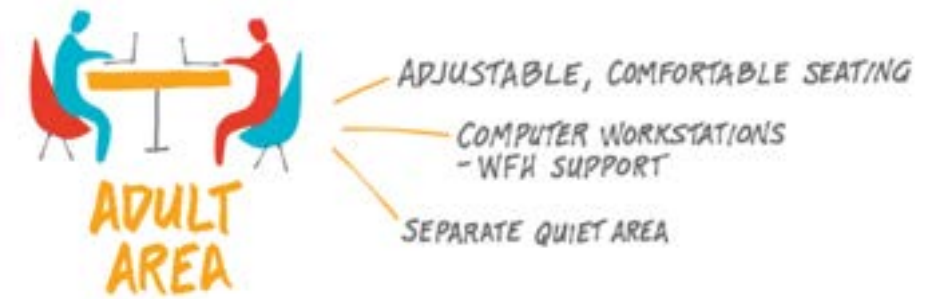 ADJUSTABLE, COMFORTABLE SEATING
COMPUTER WORKSTATIONS
- WFH SUPPORT
SEPARATE QUIET AREA
ADULT
AREA